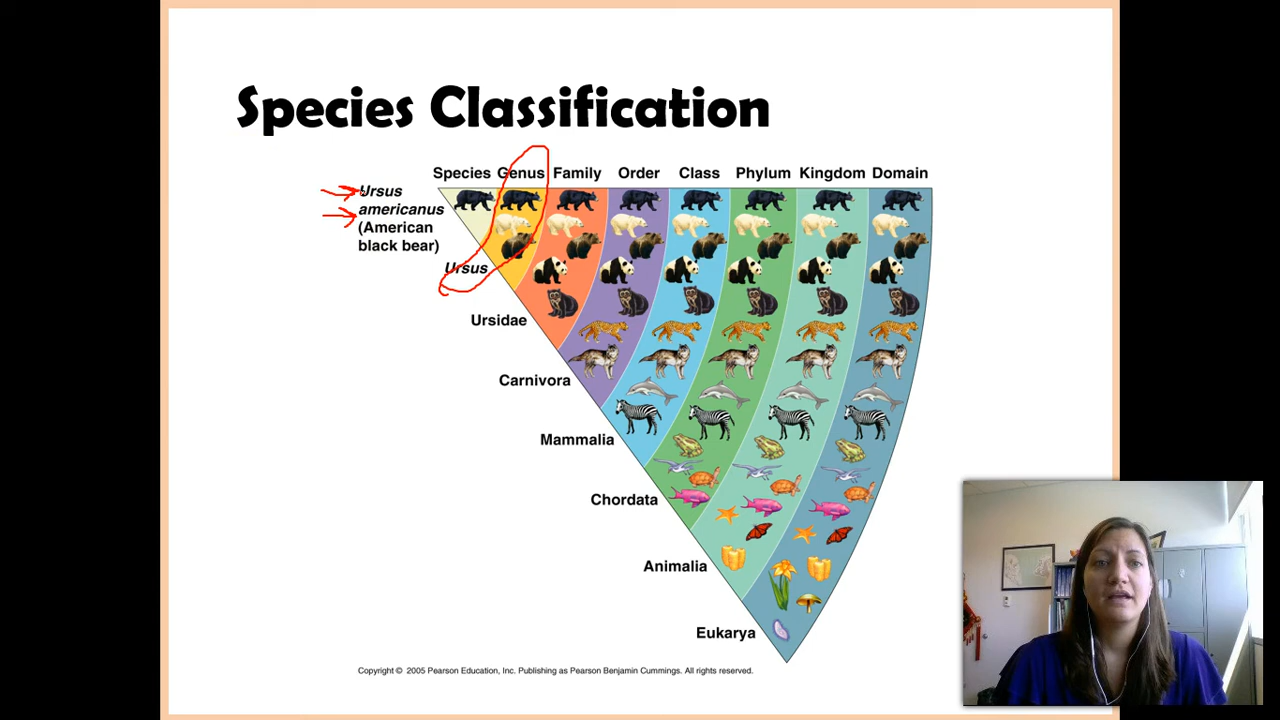 Species Classification
Species Genus Family Order Class Phylum Kingdom Domain
Ursus
americanus
(American
black bear)
Ursus
Ursidae
Carnivora
Mammalia
Chordata
Animalia
Eukarya
Copyright © 2005 Pearson Education, Inc. Publishing as Pearson Benjamin Cummings. All rights reserved.